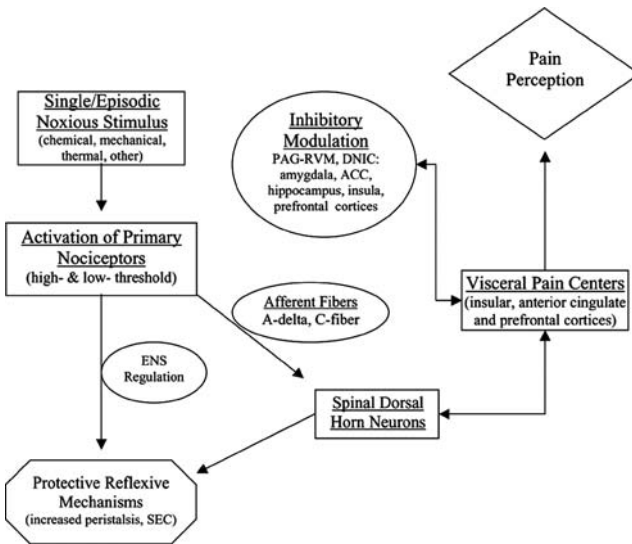 Pain
Perception
Single/Episodic
Noxious Stimulus
(chemical, mechanical,
thermal, other)
Inhibitory
Modulation
PAG-RVM, DNIC:
amygdala, ACC,
hippocampus, insula,
prefrontal cortices
Activation of Primary
Nociceptors
(high- & low- threshold)
Afferent Fibers
A-delta, C-fiber
Visceral Pain Centers
(insular, anterior cingulate
and prefrontal cortices)
ENS
Regulation
Spinal Dorsal
Horn Neurons
Protective Reflexive
Mechanisms
(increased peristalsis, SEC)